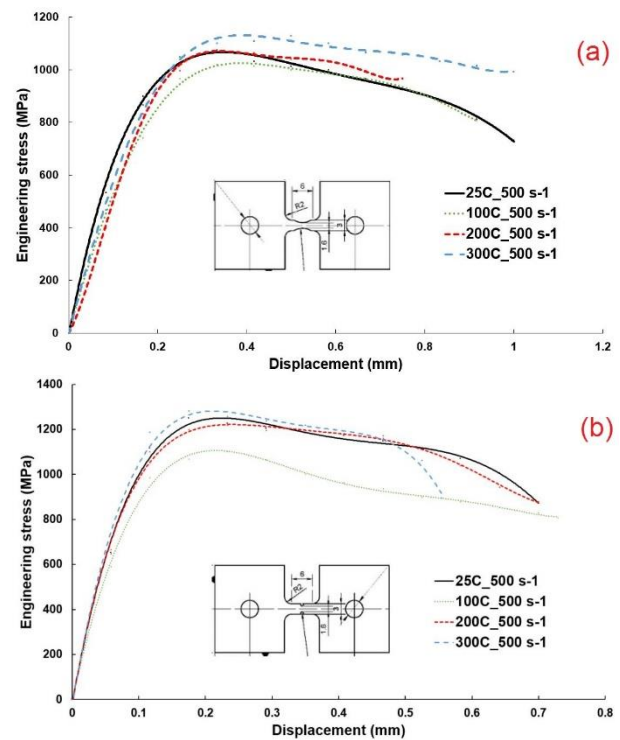 (a)
Engineering stress (MPa)
1200
1000
800
600
400
200
0
6
R2
1.6
3
25C_500 s-1
100C_500 s-1
200C_500 s-1
300C_500 s-1
0 0.2 0.4 0.6 0.8 1 1.2
Displacement (mm)
(b)
Engineering stress (MPa)
1400
1200
1000
800
600
400
200
0
6
R2
1.6
3
25C_500 s-1
100C_500 s-1
200C_500 s-1
300C_500 s-1
0 0.1 0.2 0.3 0.4 0.5 0.6 0.7 0.8
Displacement (mm)